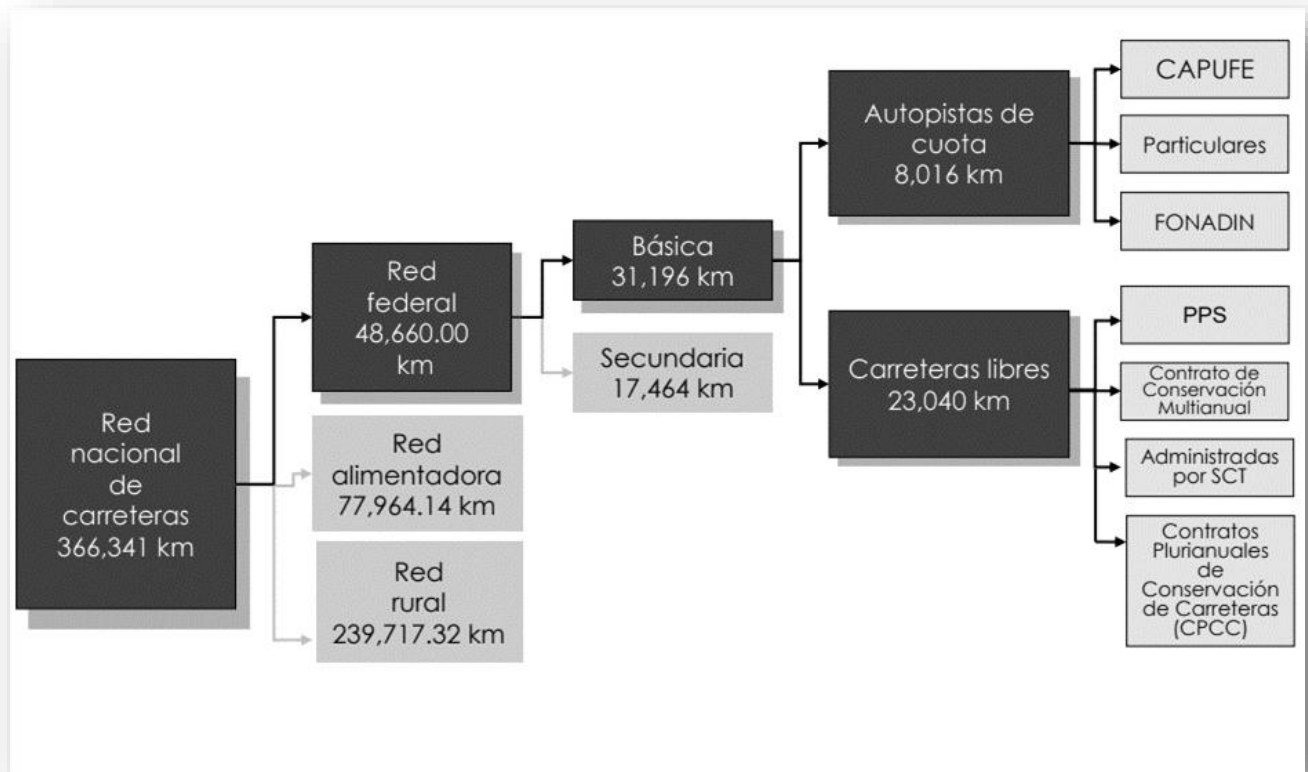 Red
nacional
de
carreteras
366,341 km
Red
federal
48,660.00
km
Red
alimentadora
77,964.14 km
Red
rural
239,717.32 km
Básica
31,196 km
Secundaria
17,464 km
Autopistas de
cuota
8,016 km
Carreteras libres
23,040 km
CAPUFE
Particulares
FONADIN
PPS
Contrato de
Conservación
Multianual
Administradas
por SCT
Contratos
Plurianuales
de
Conservación
de Carreteras
(CPCC)